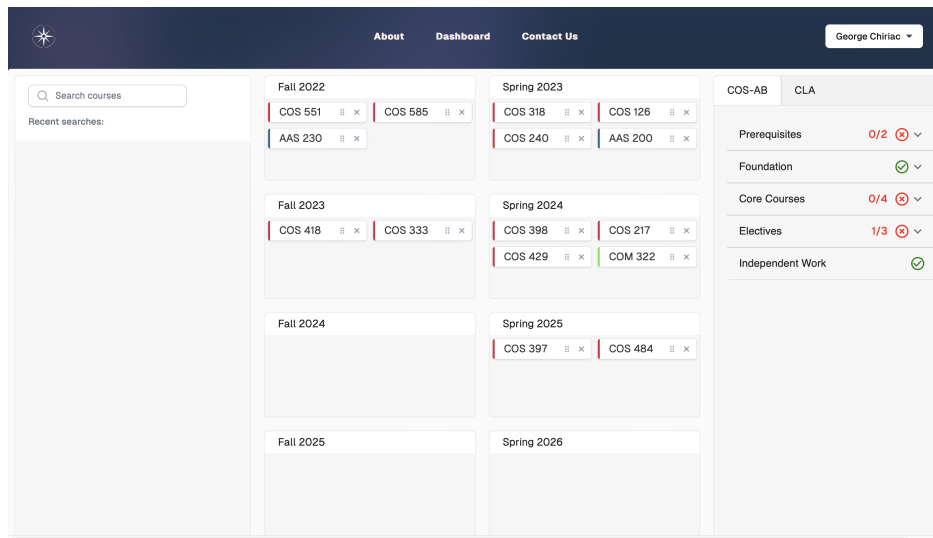 About Dashboard Contact Us George Chiriac
Search courses
Recent searches:
Fall 2022
COS 551 COS 585
AAS 230
Spring 2023
COS 318 COS 126
COS 240 AAS 200
Fall 2023
COS 418 COS 333
Spring 2024
COS 398 COS 217
COS 429 COM 322
Fall 2024
Spring 2025
COS 397 COS 484
Fall 2025
Spring 2026
COS-AB CLA
Prerequisites 0/2
Foundation
Core Courses 0/4
Electives 1/3
Independent Work